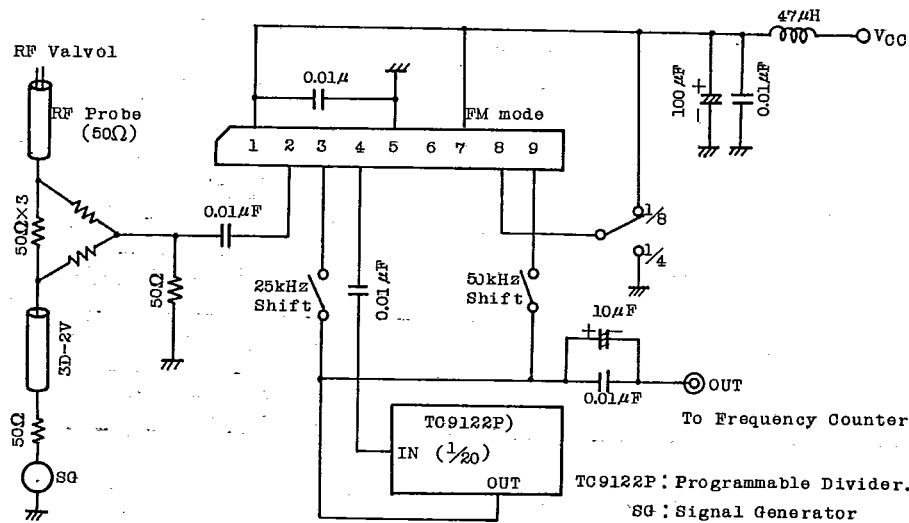 47μH
VCC
RF Valvol
0.01μ
RF Probe
(50Ω)
FM mode
100μF
+
-
0.01μF
1 2 3 4 5 6 7 8 9
50Ω×3
0.01μF
1/8
1/4
50Ω
25kHz
Shift
0.01μF
50kHz
Shift
10μF
+ -
3D-2V
0.01μF
OUT
To Frequency Counter
50Ω
TC9122P)
IN (1/20)
OUT
SG
TC9122P: Programmable Divider.
SG: Signal Generator